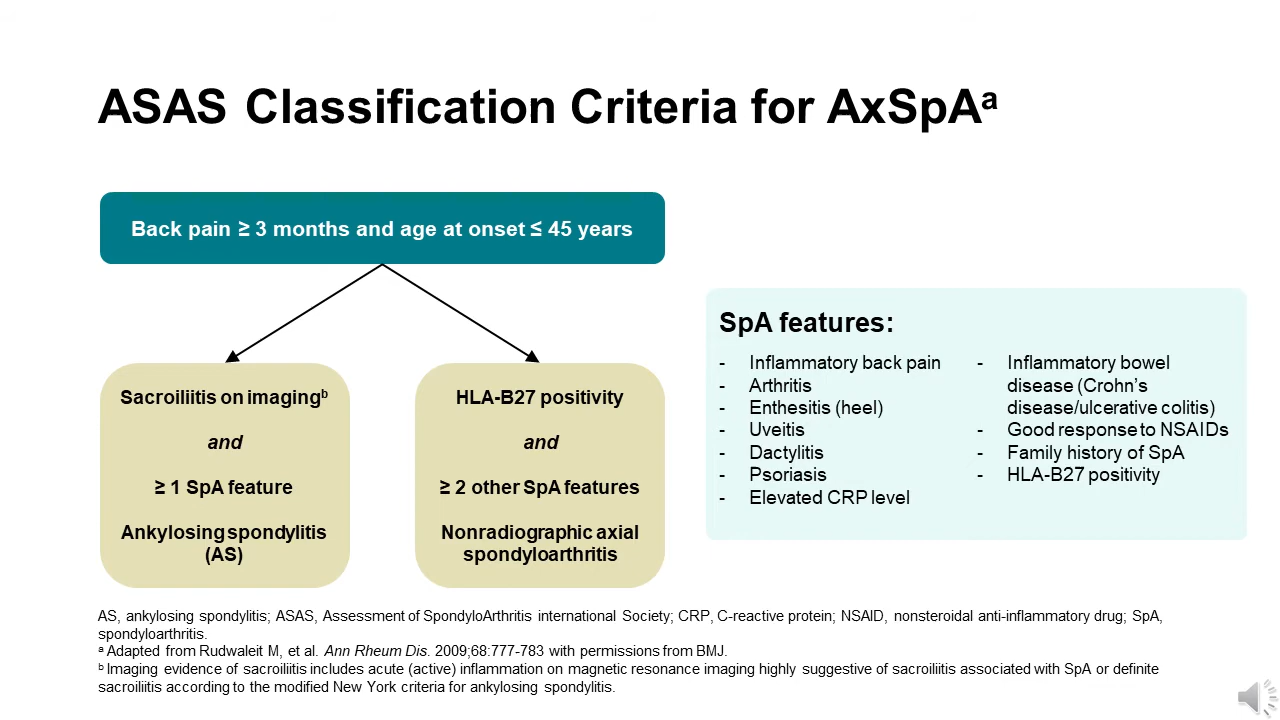 ASAS Classification Criteria for AxSpAᵃ
Back pain ≥ 3 months and age at onset ≤ 45 years
Sacroiliitis on imagingᵇ
and
≥ 1 SpA feature
Ankylosing spondylitis
(AS)
HLA-B27 positivity
and
≥ 2 other SpA features
Nonradiographic axial
spondyloarthritis
SpA features:
- Inflammatory back pain
- Arthritis
- Enthesitis (heel)
- Uveitis
- Dactylitis
- Psoriasis
- Elevated CRP level
- Inflammatory bowel
disease (Crohn’s
disease/ulcerative colitis)
- Good response to NSAIDs
- Family history of SpA
- HLA-B27 positivity
AS, ankylosing spondylitis; ASAS, Assessment of SpondyloArthritis international Society; CRP, C-reactive protein; NSAID, nonsteroidal anti-inflammatory drug; SpA,
spondyloarthritis.
ᵃ Adapted from Rudwaleit M, et al. Ann Rheum Dis. 2009;68:777-783 with permissions from BMJ.
ᵇ Imaging evidence of sacroiliitis includes acute (active) inflammation on magnetic resonance imaging highly suggestive of sacroiliitis associated with SpA or definite
sacroiliitis according to the modified New York criteria for ankylosing spondylitis.